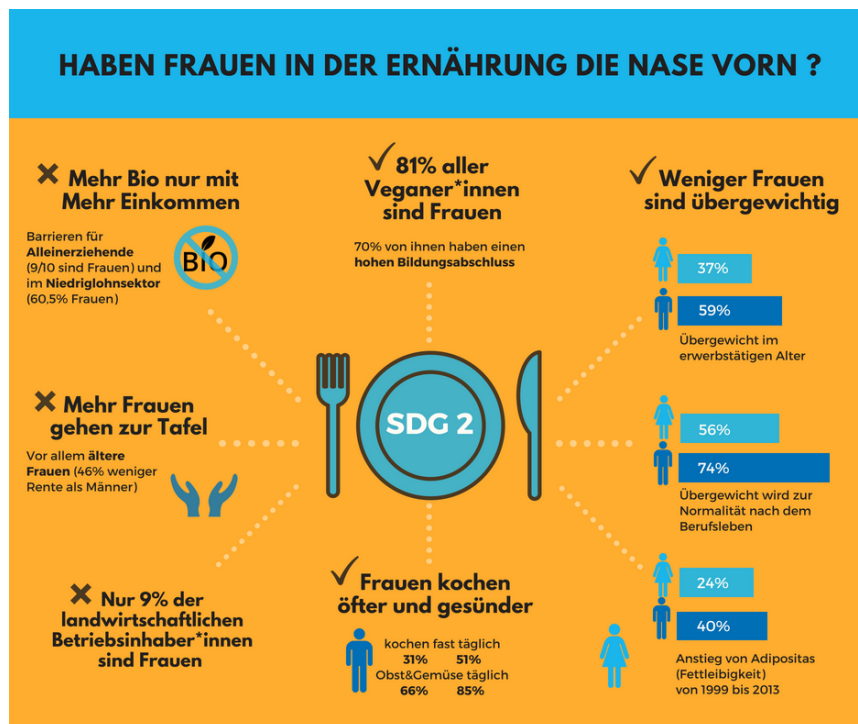 HABEN FRAUEN IN DER ERNÄHRUNG DIE NASE VORN ?
Mehr Bio nur mit
Mehr Einkommen
Barrieren für
Alleinerziehende
(9/10 sind Frauen) und
im Niedriglohnsektor
(60,5% Frauen)
BIO
81% aller
Veganer*innen
sind Frauen
70% von ihnen haben einen
hohen Bildungsabschluss
Weniger Frauen
sind übergewichtig
37%
59%
Übergewicht im
erwerbstätigen Alter
Mehr Frauen
gehen zur Tafel
Vor allem ältere
Frauen (46% weniger
Rente als Männer)
SDG 2
56%
74%
Übergewicht wird zur
Normalität nach dem
Berufsleben
Nur 9% der
landwirtschaftlichen
Betriebsinhaber*innen
sind Frauen
Frauen kochen
öfter und gesünder
kochen fast täglich
31% 51%
Obst&Gemüse täglich
66% 85%
24%
40%
Anstieg von Adipositas
(Fettleibigkeit)
von 1999 bis 2013